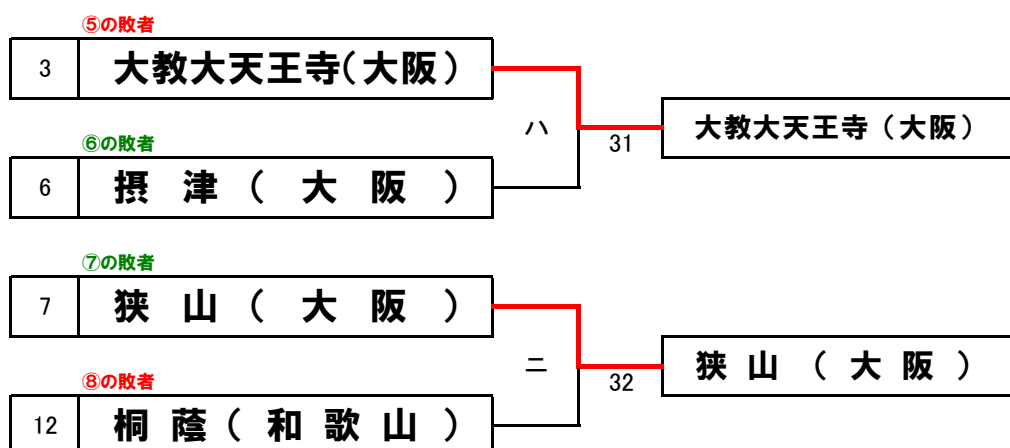 ⑤の敗者
3 大教大天王寺(大阪)
ハ
31
大教大天王寺(大阪)
⑥の敗者
6 摂津(大阪)
⑦の敗者
7 狭山(大阪)
ニ
32
狭山(大阪)
⑧の敗者
12 桐蔭(和歌山)